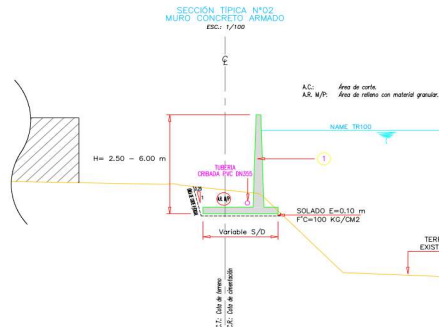 SECCIÓN TÍPICA N°02
MURO CONCRETO ARMADO
ESC.: 1/100
A.C.: Área de corte.
A.R. M/P: Área de relleno con material granular.
NAME TR100
H= 2.50 - 6.00 m
1
TUBERIA
CRIBADA PVC DN355
A.R. M/P
SOLADO E=0.10 m
F'C=100 KG/CM2
Variable S/D
TERR
EXIST
C.T.: Cota de terreno
C.R.: Cota de cimentación